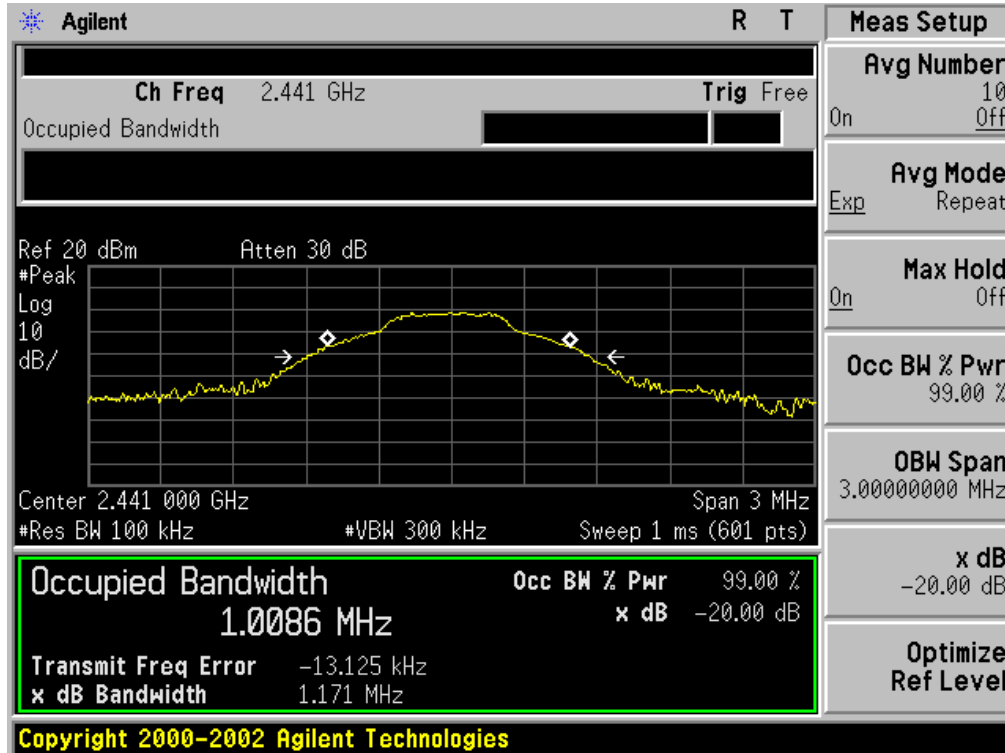 Agilent R T
Ch Freq 2.441 GHz Trig Free
Occupied Bandwidth
Ref 20 dBm Atten 30 dB
#Peak
Log
10
dB/
Center 2.441 000 GHz Span 3 MHz
#Res BW 100 kHz #VBW 300 kHz Sweep 1 ms (601 pts)
Occupied Bandwidth Occ BW % Pwr 99.00 %
1.0086 MHz x dB -20.00 dB
Transmit Freq Error -13.125 kHz
x dB Bandwidth 1.171 MHz
Copyright 2000-2002 Agilent Technologies
Meas Setup
Avg Number
10
On Off
Avg Mode
Exp Repeat
Max Hold
On Off
Occ BW % Pwr
99.00 %
OBW Span
3.00000000 MHz
x dB
-20.00 dB
Optimize
Ref Level